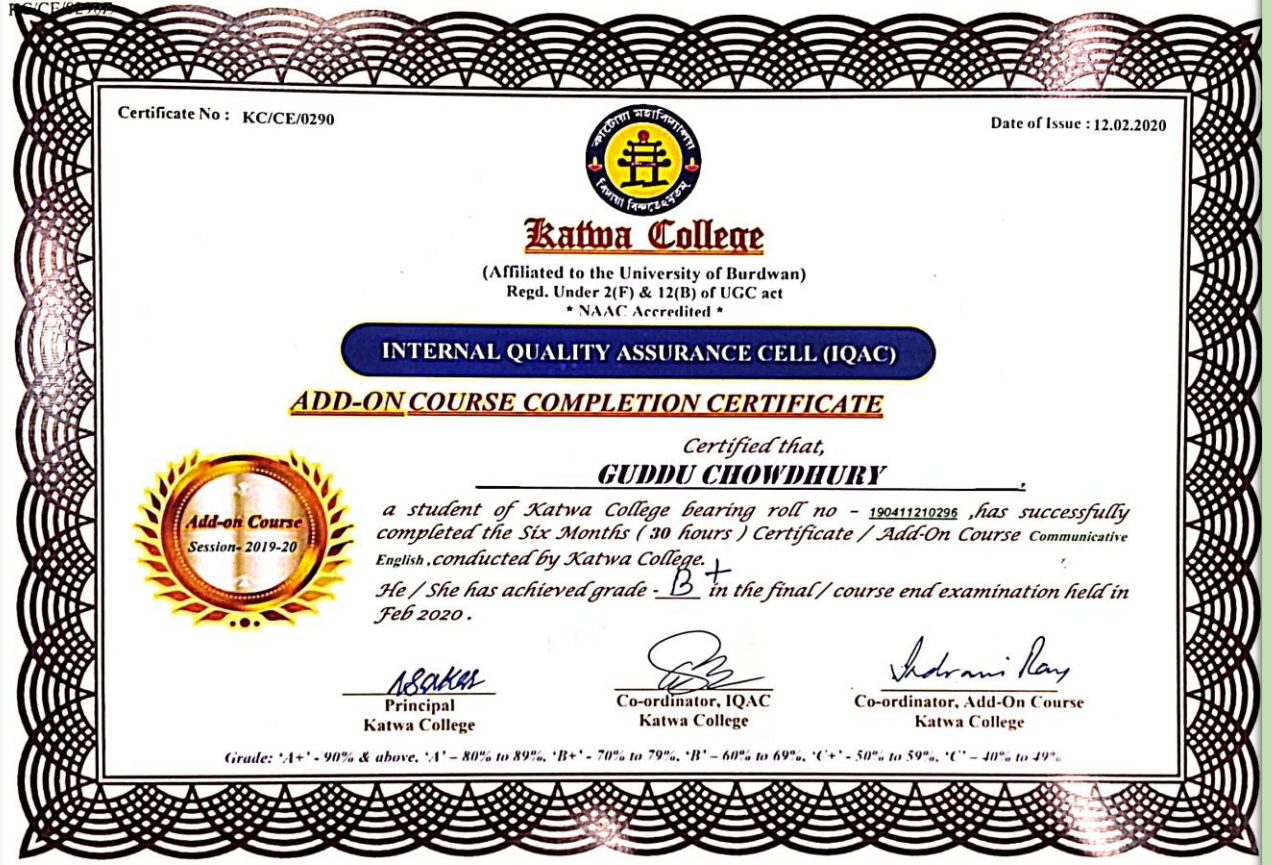 Certificate No : KC/CE/0290
Date of Issue : 12.02.2020
কাটোয়া মহাবিদ্যালয়
Katwa College
(Affiliated to the University of Burdwan)
Regd. Under 2(F) & 12(B) of UGC act
* NAAC Accredited *
INTERNAL QUALITY ASSURANCE CELL (IQAC)
ADD-ON COURSE COMPLETION CERTIFICATE
Certified that,
GUDDU CHOWDHURY,
a student of Katwa College bearing roll no - 190411210296 ,has successfully
completed the Six Months ( 30 hours ) Certificate / Add-On Course Communicative
English ,conducted by Katwa College.
He / She has achieved grade - B+ in the final / course end examination held in
Feb 2020 .
Add-on Course
Session- 2019-20
Indrani Ray
Principal
Katwa College
Co-ordinator, IQAC
Katwa College
Co-ordinator, Add-On Course
Katwa College
Grade: 'A+' - 90% & above, 'A' – 80% to 89%, 'B+' - 70% to 79%, 'B' – 60% to 69%, 'C+' - 50% to 59%, 'C' – 40% to 49%